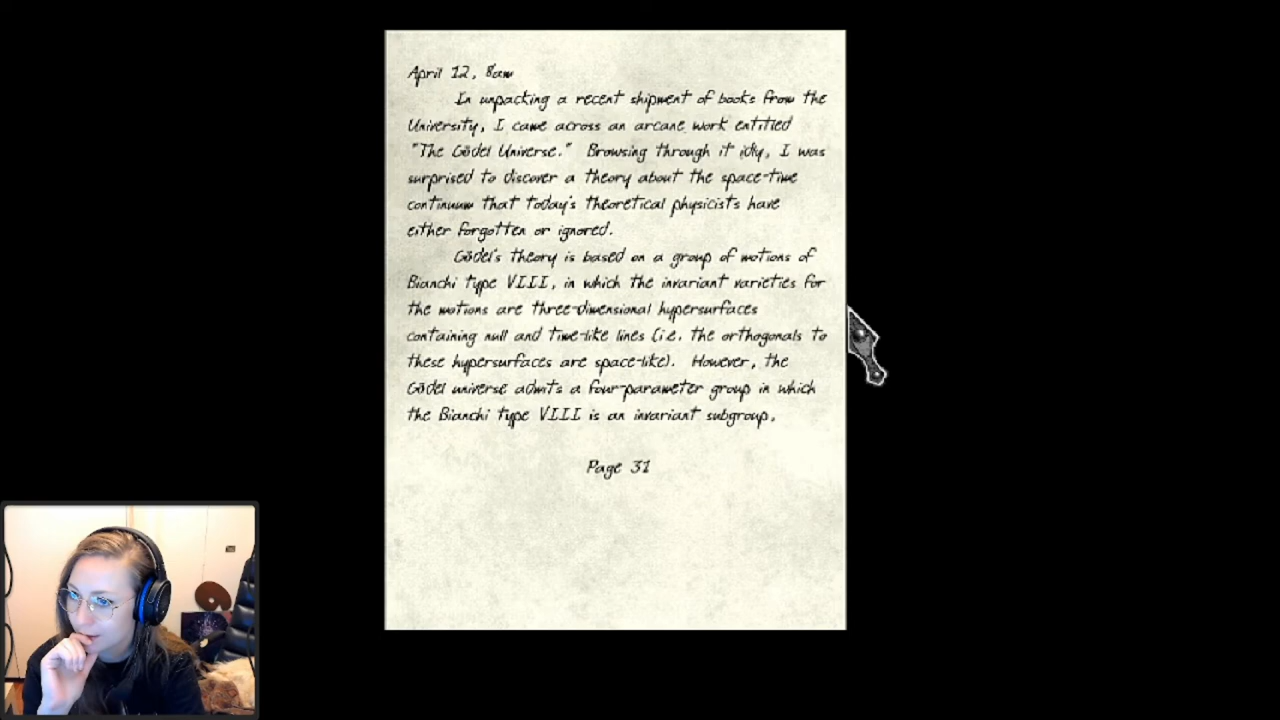 April 12, 8am
In unpacking a recent shipment of books from the
University, I came across an arcane work entitled
"The Gödel Universe." Browsing through it idly, I was
surprised to discover a theory about the space-time
continuum that today's theoretical physicists have
either forgotten or ignored.
Gödel's theory is based on a group of motions of
Bianchi type VIII, in which the invariant varieties for
the motions are three-dimensional hypersurfaces
containing null and time-like lines (i.e. the orthogonals to
these hypersurfaces are space-like). However, the
Gödel universe admits a four-parameter group in which
the Bianchi type VIII is an invariant subgroup.
Page 31